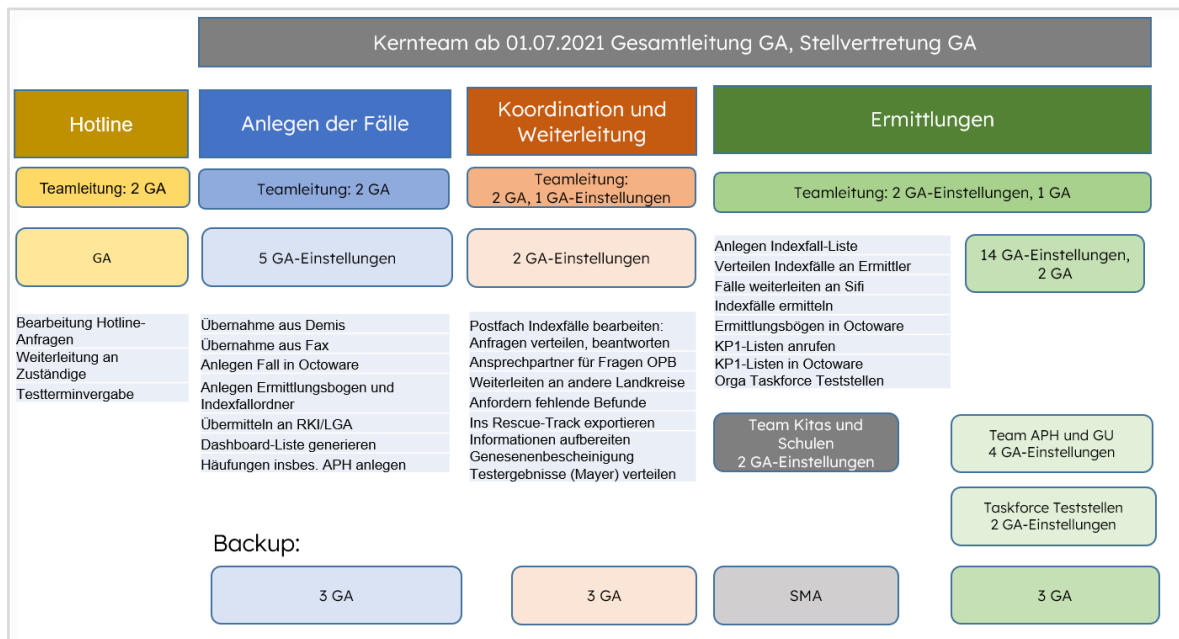 Kernteam ab 01.07.2021 Gesamtleitung GA, Stellvertretung GA
Hotline
Teamleitung: 2 GA
GA
Bearbeitung Hotline-
Anfragen
Weiterleitung an
Zuständige
Testterminvergabe
Anlegen der Fälle
Teamleitung: 2 GA
5 GA-Einstellungen
Übernahme aus Demis
Übernahme aus Fax
Anlegen Fall in Octoware
Anlegen Ermittlungsbogen und
Indexfallordner
Übermitteln an RKI/LGA
Dashboard-Liste generieren
Häufungen insbes. APH anlegen
Koordination und
Weiterleitung
Teamleitung:
2 GA, 1 GA-Einstellungen
2 GA-Einstellungen
Postfach Indexfälle bearbeiten:
Anfragen verteilen, beantworten
Ansprechpartner für Fragen OPB
Weiterleiten an andere Landkreise
Anfordern fehlende Befunde
Ins Rescue-Track exportieren
Informationen aufbereiten
Genesenenbescheinigung
Testergebnisse (Mayer) verteilen
Ermittlungen
Teamleitung: 2 GA-Einstellungen, 1 GA
Anlegen Indexfall-Liste
Verteilen Indexfälle an Ermittler
Fälle weiterleiten an Sifi
Indexfälle ermitteln
Ermittlungsbögen in Octoware
KP1-Listen anrufen
KP1-Listen in Octoware
Orga Taskforce Teststellen
14 GA-Einstellungen,
2 GA
Team Kitas und
Schulen
2 GA-Einstellungen
Team APH und GU
4 GA-Einstellungen
Taskforce Teststellen
2 GA-Einstellungen
Backup:
3 GA
3 GA
SMA
3 GA